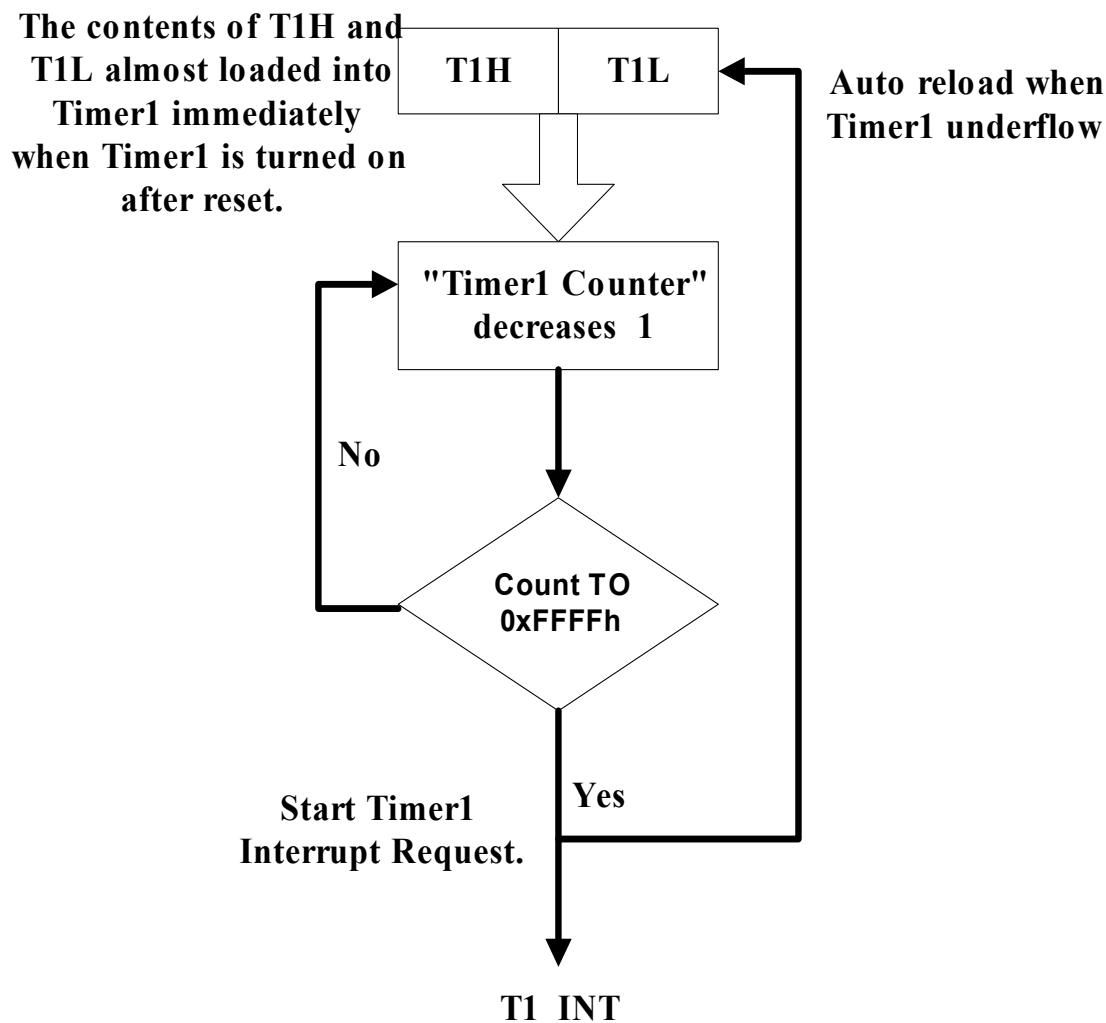 The contents of T1H and
T1L almost loaded into
Timer1 immediately
when Timer1 is turned on
after reset.
T1H
T1L
Auto reload when
Timer1 underflow
"Timer1 Counter"
decreases 1
No
Count TO
0xFFFFh
Yes
Start Timer1
Interrupt Request.
T1 INT